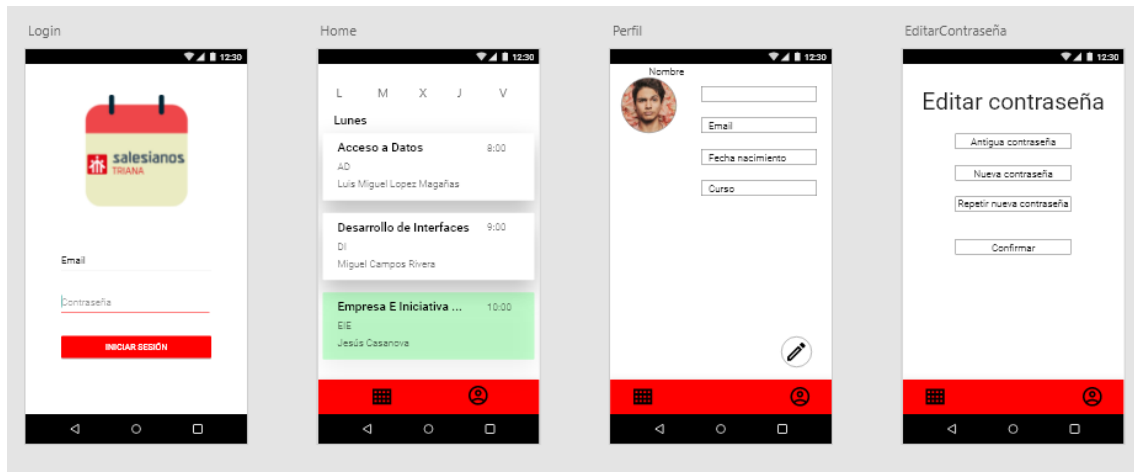 Login
12:30
salesianos
TRIANA
Email
Contraseña
INICIAR SESIÓN
Home
12:30
L M X J V
Lunes
Acceso a Datos 8:00
AD
Luis Miguel Lopez Magañas
Desarrollo de Interfaces 9:00
DI
Miguel Campos Rivera
Empresa E Iniciativa ... 10:00
EIE
Jesús Casanova
Perfil
12:30
Nombre
Email
Fecha nacimiento
Curso
EditarContraseña
12:30
Editar contraseña
Antigua contraseña
Nueva contraseña
Repetir nueva contraseña
Confirmar